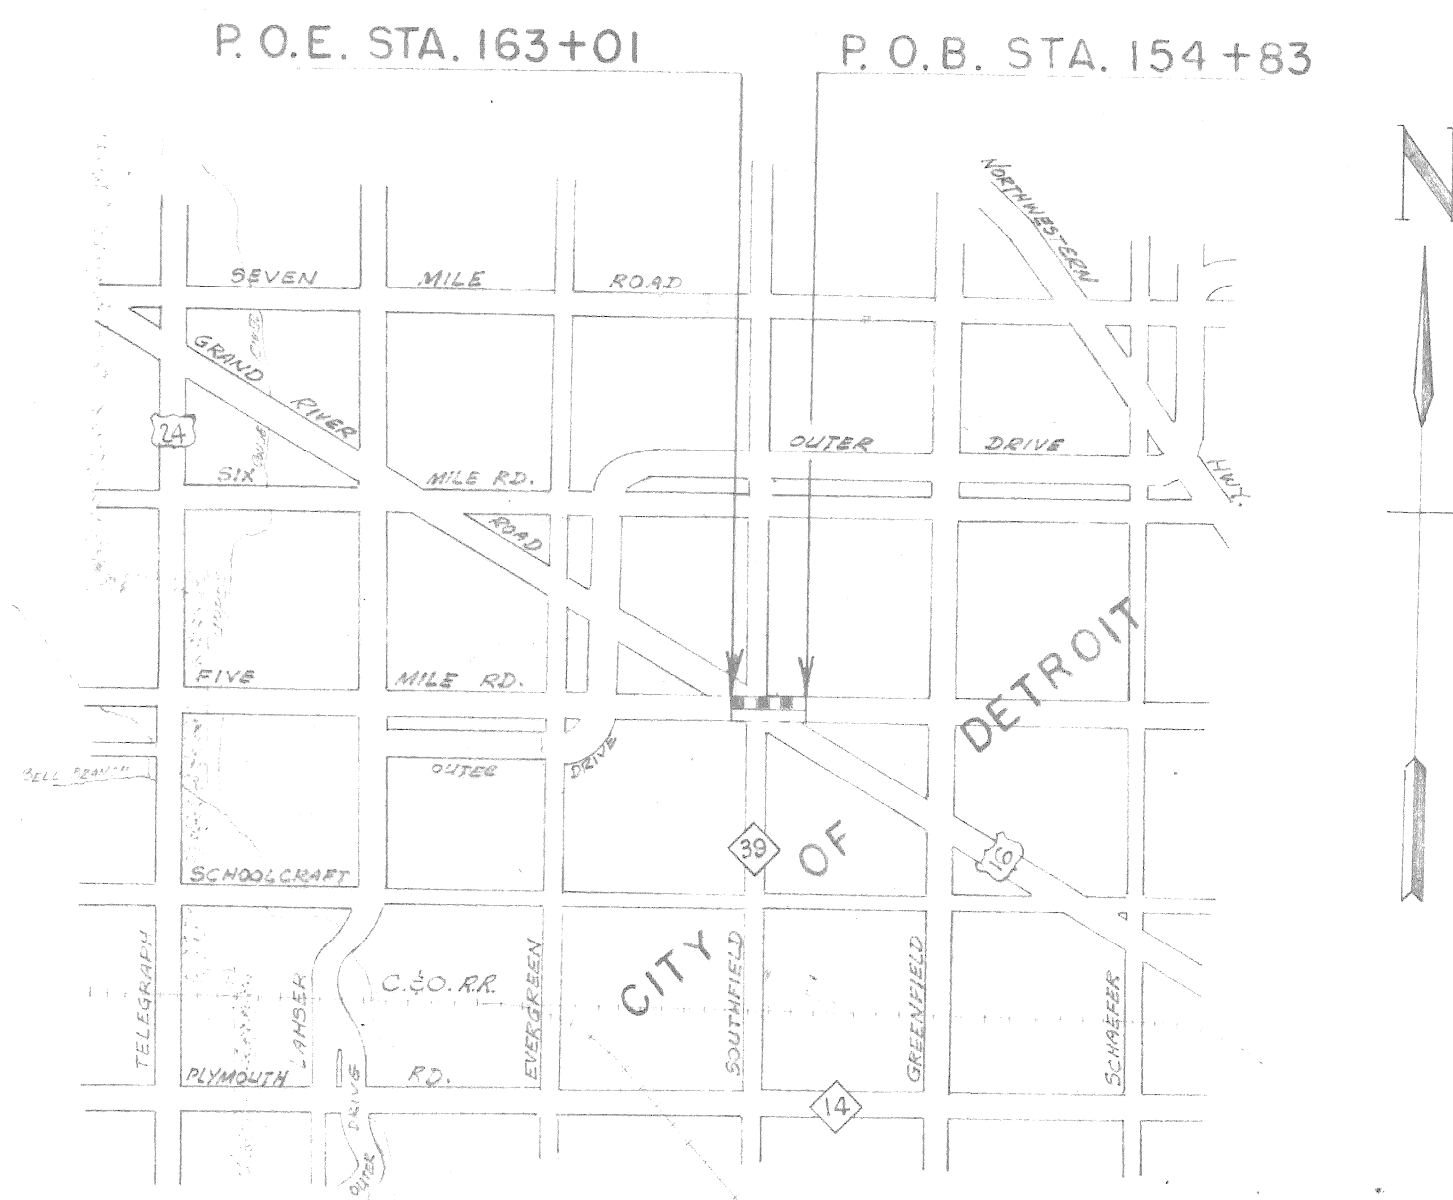 P.O.E. STA. 163+01
P.O.B. STA. 154+83
N
NORTHWESTERN
SEVEN MILE ROAD
GRAND
RIVER
24
OUTER DRIVE
HWY.
SIX MILE RD.
ROAD
DETROIT
FIVE MILE RD.
OUTER
DRIVE
BELL BRANCH
39
OF
16
SCHOOLCRAFT
CITY
TELEGRAPH
LAHSER
C.&O. R.R.
EVERGREEN
SOUTHFIELD
GREENFIELD
SCHAEFER
PLYMOUTH RD.
DRIVE
14
OUTER